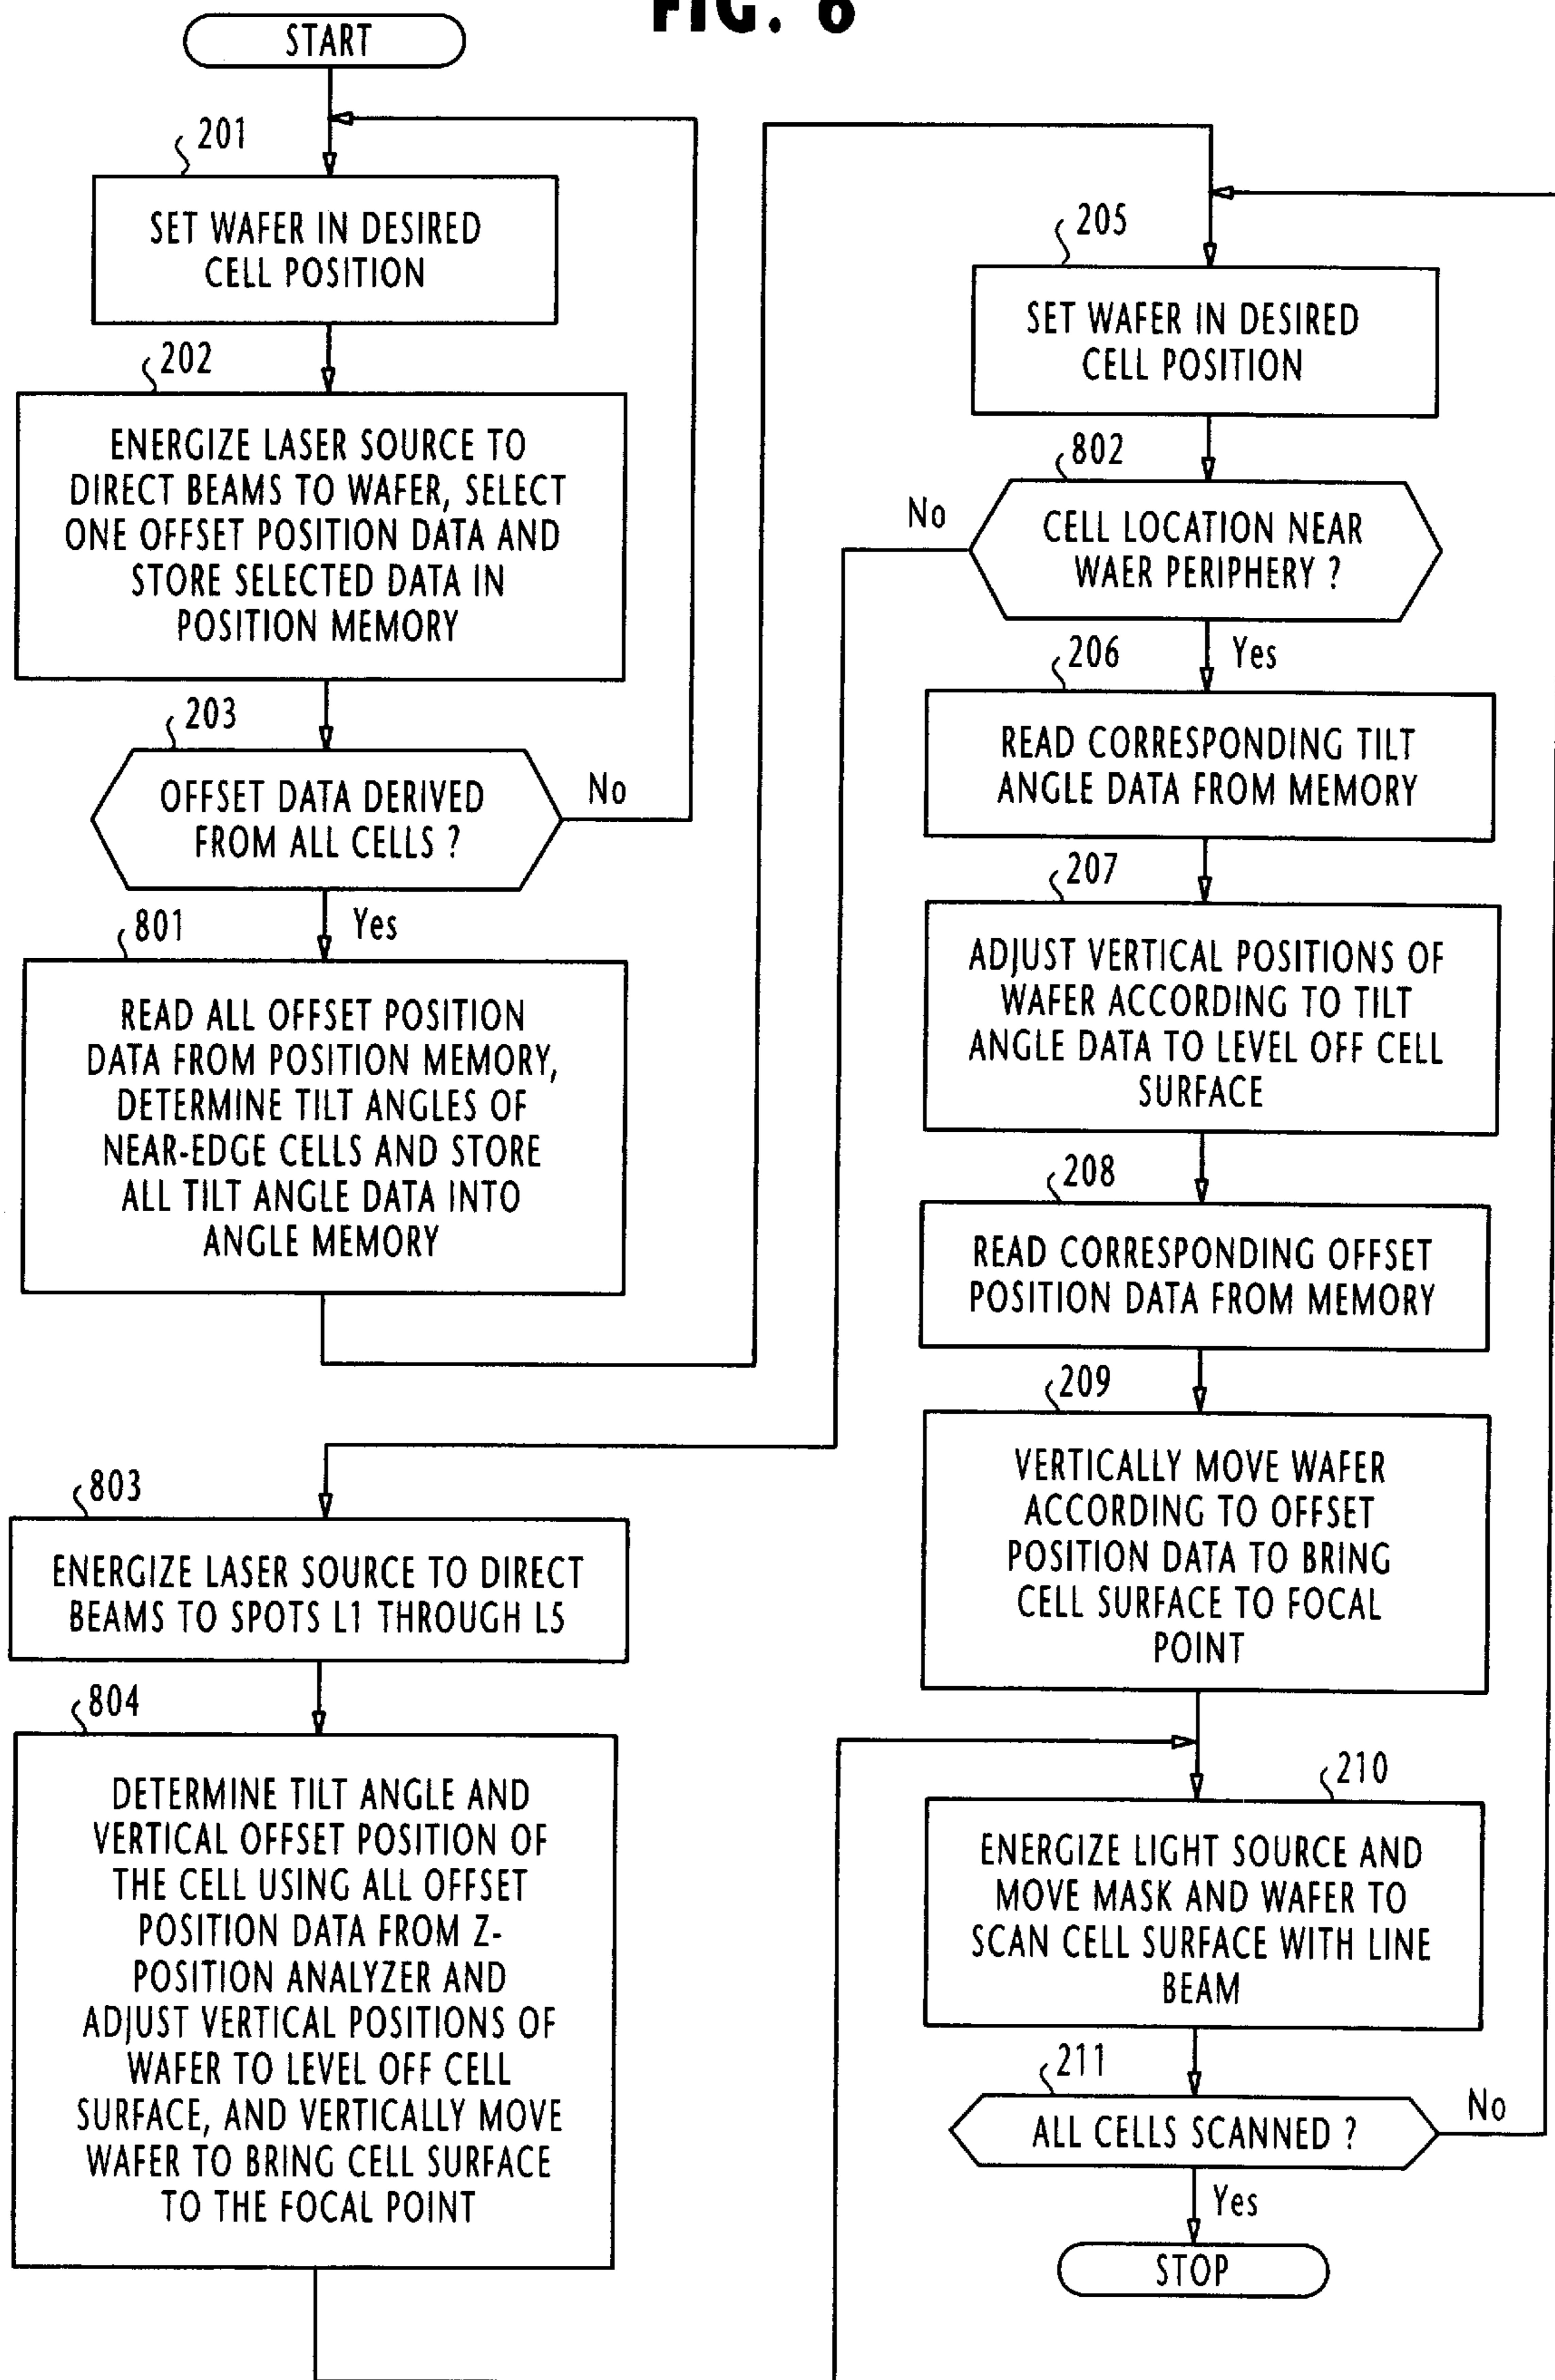 FIG. 8
START
201
SET WAFER IN DESIRED
CELL POSITION
202
ENERGIZE LASER SOURCE TO
DIRECT BEAMS TO WAFER, SELECT
ONE OFFSET POSITION DATA AND
STORE SELECTED DATA IN
POSITION MEMORY
203
OFFSET DATA DERIVED
FROM ALL CELLS ?
No
Yes
801
READ ALL OFFSET POSITION
DATA FROM POSITION MEMORY,
DETERMINE TILT ANGLES OF
NEAR-EDGE CELLS AND STORE
ALL TILT ANGLE DATA INTO
ANGLE MEMORY
803
ENERGIZE LASER SOURCE TO DIRECT
BEAMS TO SPOTS L1 THROUGH L5
804
DETERMINE TILT ANGLE AND
VERTICAL OFFSET POSITION OF
THE CELL USING ALL OFFSET
POSITION DATA FROM Z-
POSITION ANALYZER AND
ADJUST VERTICAL POSITIONS OF
WAFER TO LEVEL OFF CELL
SURFACE, AND VERTICALLY MOVE
WAFER TO BRING CELL SURFACE
TO THE FOCAL POINT
205
SET WAFER IN DESIRED
CELL POSITION
802
No
CELL LOCATION NEAR
WAER PERIPHERY ?
Yes
206
READ CORRESPONDING TILT
ANGLE DATA FROM MEMORY
207
ADJUST VERTICAL POSITIONS OF
WAFER ACCORDING TO TILT
ANGLE DATA TO LEVEL OFF CELL
SURFACE
208
READ CORRESPONDING OFFSET
POSITION DATA FROM MEMORY
209
VERTICALLY MOVE WAFER
ACCORDING TO OFFSET
POSITION DATA TO BRING
CELL SURFACE TO FOCAL
POINT
210
ENERGIZE LIGHT SOURCE AND
MOVE MASK AND WAFER TO
SCAN CELL SURFACE WITH LINE
BEAM
211
ALL CELLS SCANNED ?
No
Yes
STOP